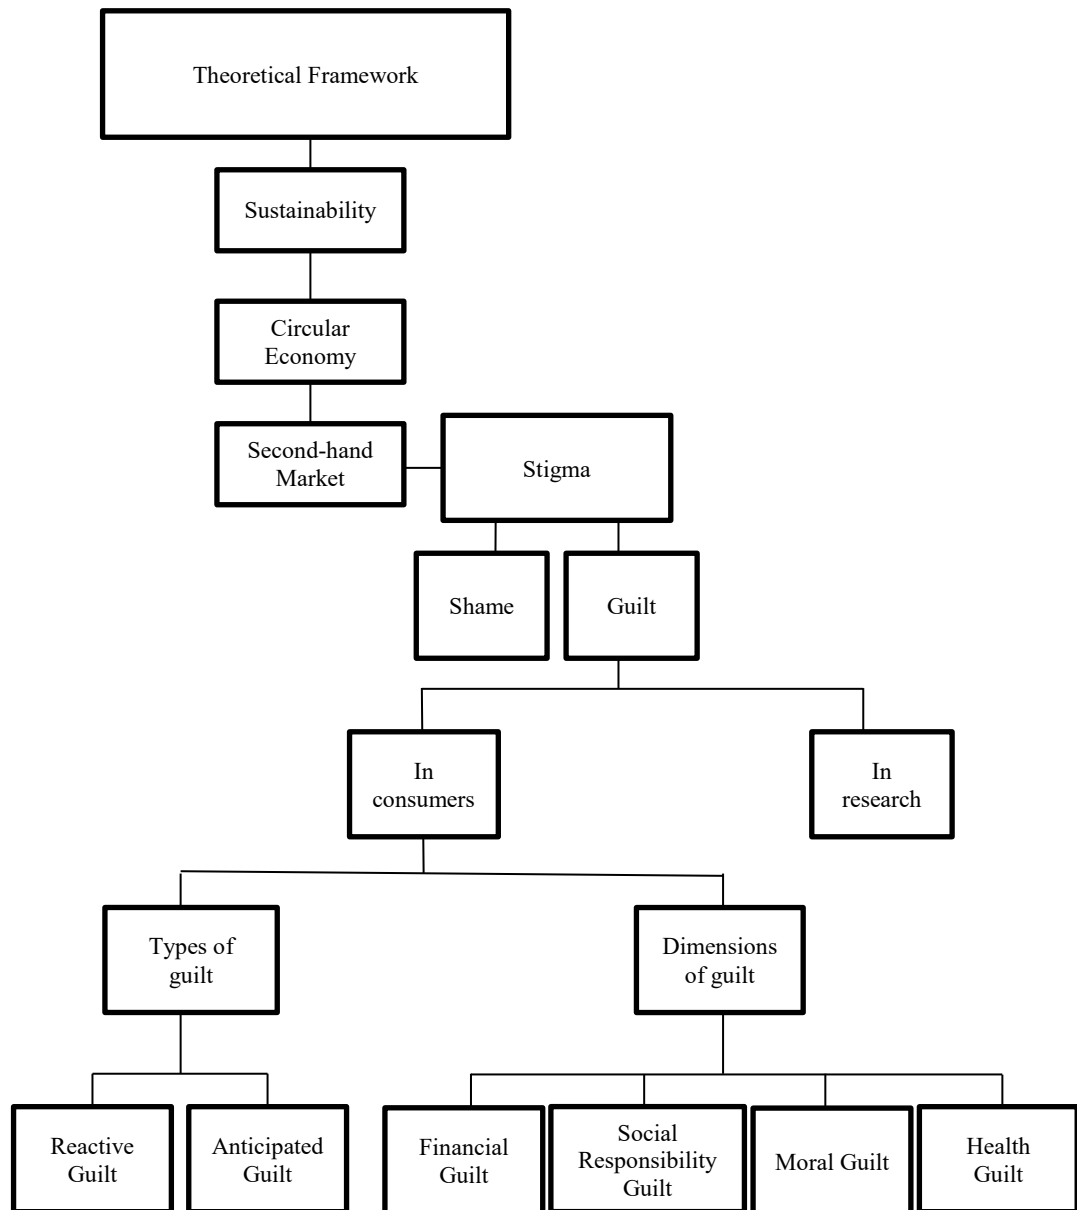 Theoretical Framework
Sustainability
Circular
Economy
Second-hand
Market
Stigma
Shame
Guilt
In
consumers
In
research
Types of
guilt
Dimensions
of guilt
Reactive
Guilt
Anticipated
Guilt
Financial
Guilt
Social
Responsibility
Guilt
Moral Guilt
Health
Guilt